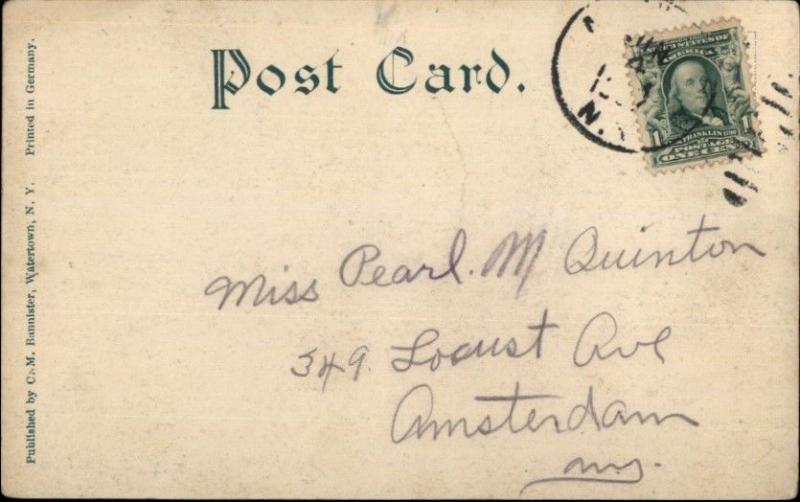 Post Card.
N.
UNITED STATES OF
AMERICA
FRANKLIN
POSTAGE
ONE CENT
Miss Pearl. M Quinton
349 Locust Ave
Amsterdam
ny.
Published by C. M. Bannister, Watertown, N. Y. Printed in Germany.